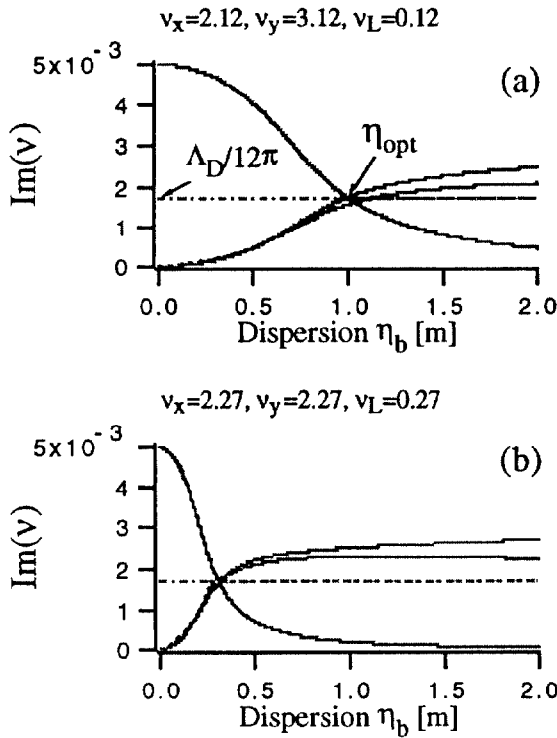 νx=2.12, νy=3.12, νL=0.12
5x10⁻³
(a)
ΛD/12π
ηopt
4
3
2
1
0
Im(ν)
0.0 0.5 1.0 1.5 2.0
Dispersion ηb [m]
νx=2.27, νy=2.27, νL=0.27
5x10⁻³
(b)
4
3
2
1
0
Im(ν)
0.0 0.5 1.0 1.5 2.0
Dispersion ηb [m]